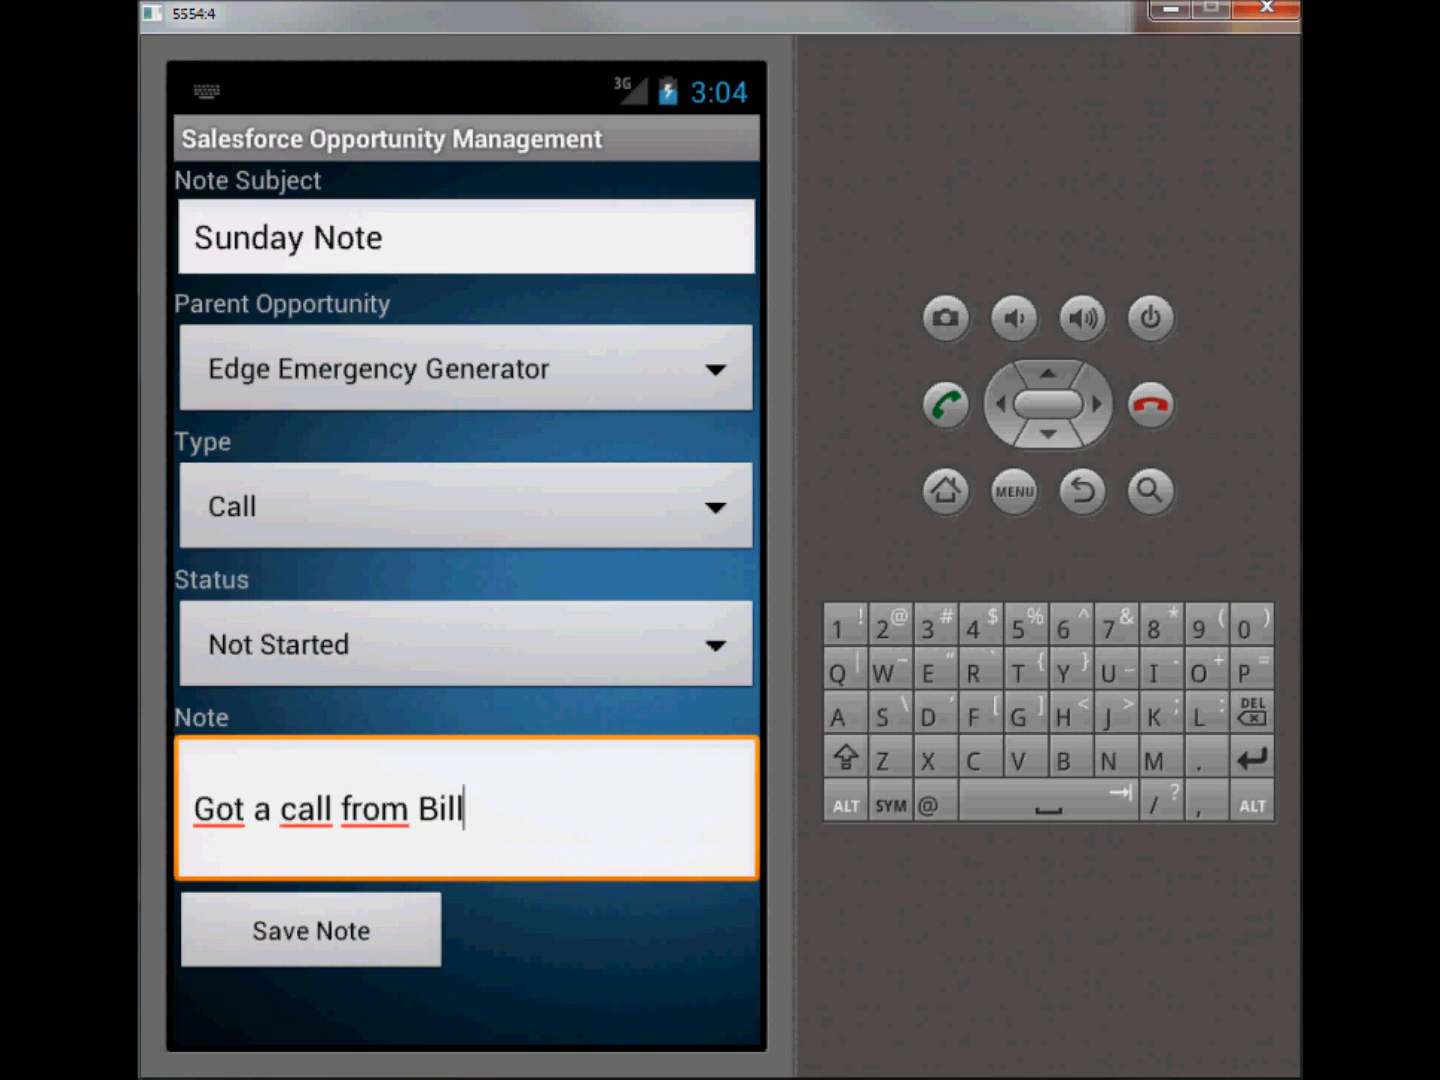 5554:4
3G 3:04
Salesforce Opportunity Management
Note Subject
Sunday Note
Parent Opportunity
Edge Emergency Generator
Type
Call
Status
Not Started
Note
Got a call from Bill
Save Note
MENU
1 ! 2 @ 3 # 4 $ 5 % 6 ^ 7 & 8 * 9 ( 0 )
Q | W ~ E " R ` T { Y } U _ I - O + P =
A S \ D ' F [ G ] H < J > K ; L : DEL
Z X C V B N M .
ALT SYM @ / ? , ALT